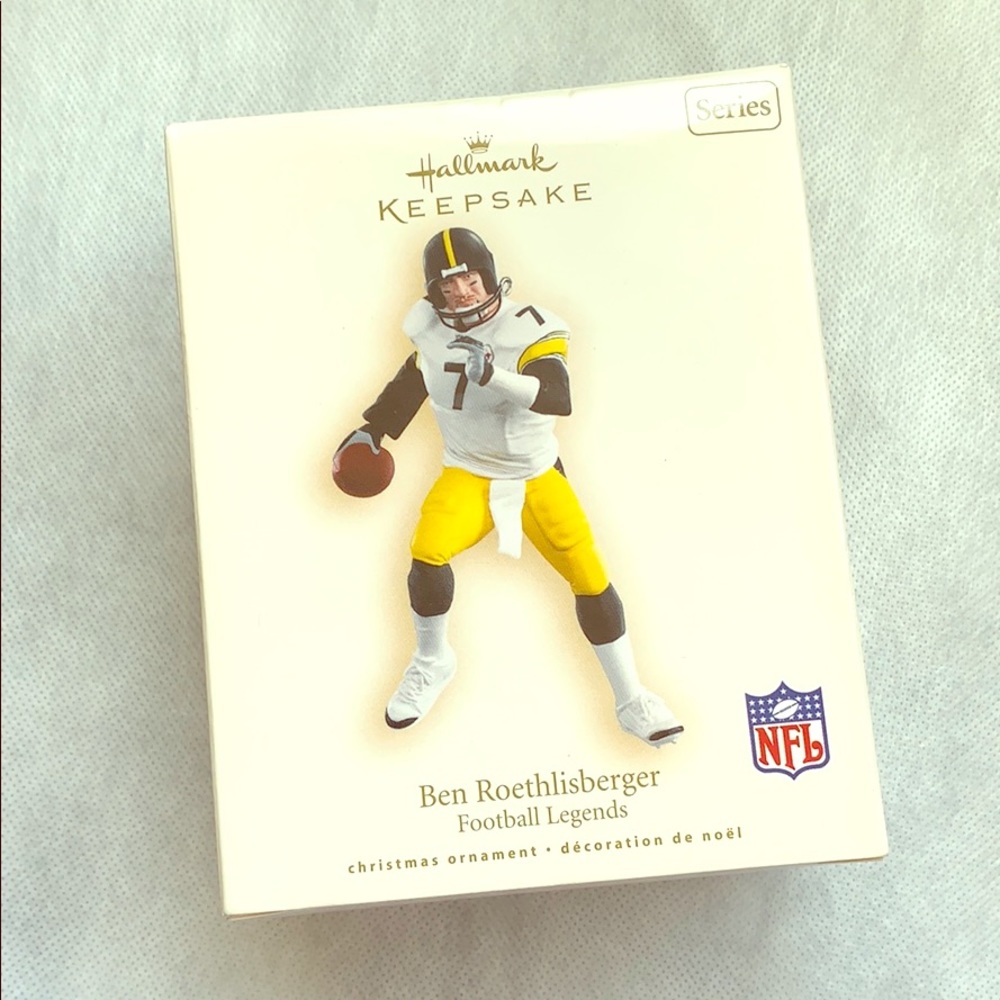 Series
Hallmark
KEEPSAKE
7
7
NFL
Ben Roethlisberger
Football Legends
christmas ornament • décoration de noël